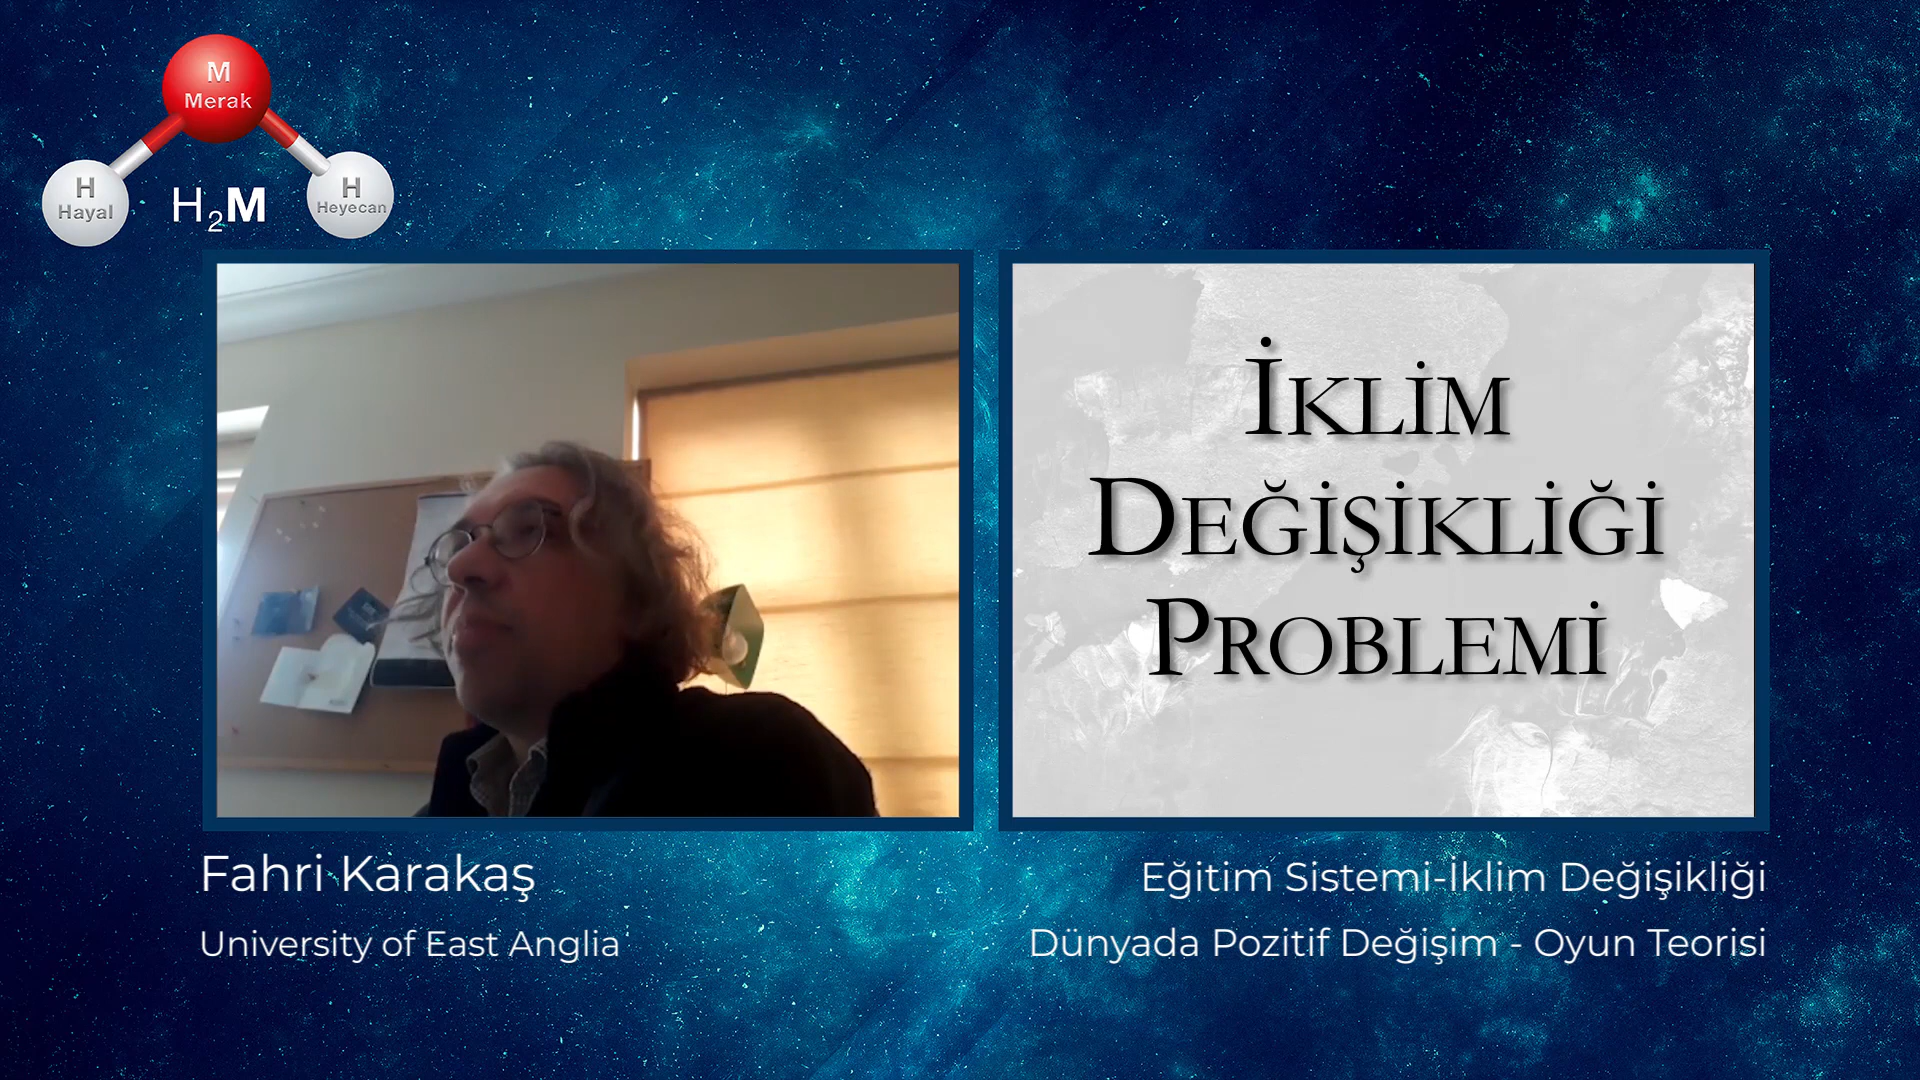 M
Merak
H
Hayal
H₂M
H
Heyecan
İKLİM
DEĞİŞİKLİĞİ
PROBLEMİ
Fahri Karakaş
University of East Anglia
Eğitim Sistemi-İklim Değişikliği
Dünyada Pozitif Değişim - Oyun Teorisi